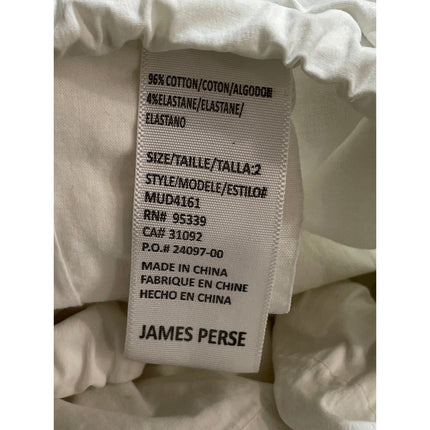 96% COTTON/COTON/ALGODON
4%ELASTANE/ELASTANE/
ELASTANO
SIZE/TAILLE/TALLA:2
STYLE/MODELE/ESTILO#
MUD4161
RN# 95339
CA# 31092
P.O.# 24097-00
MADE IN CHINA
FABRIQUE EN CHINE
HECHO EN CHINA
JAMES PERSE